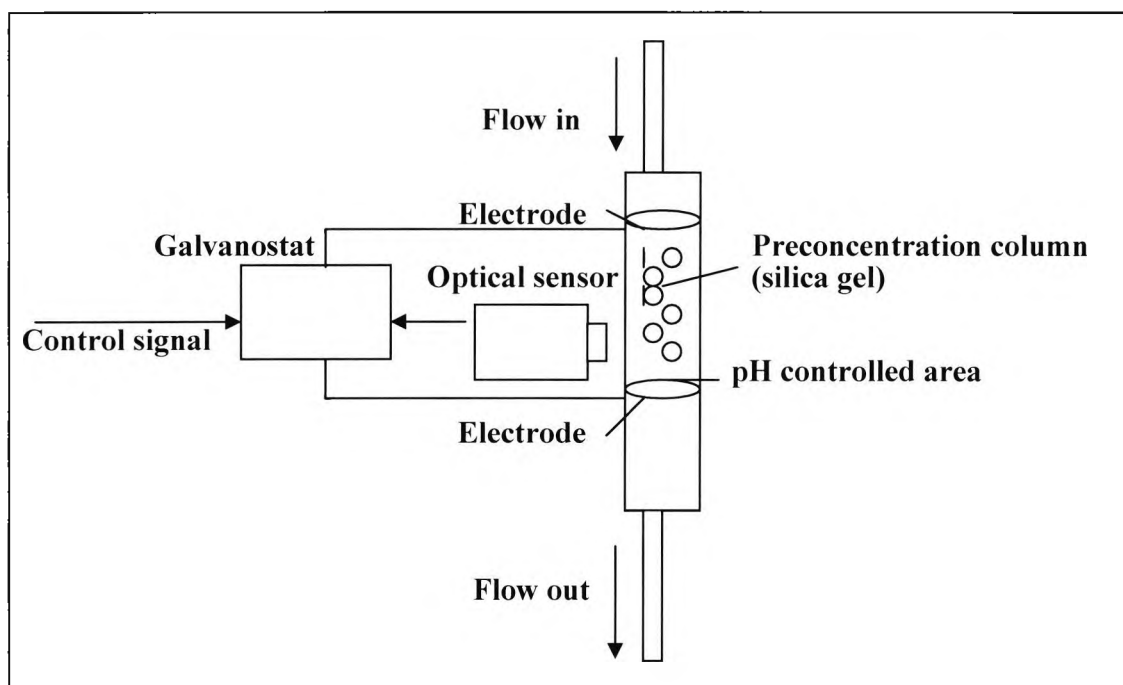 Flow in
Electrode
Galvanostat
Preconcentration column
(silica gel)
Optical sensor
Control signal
pH controlled area
Electrode
Flow out